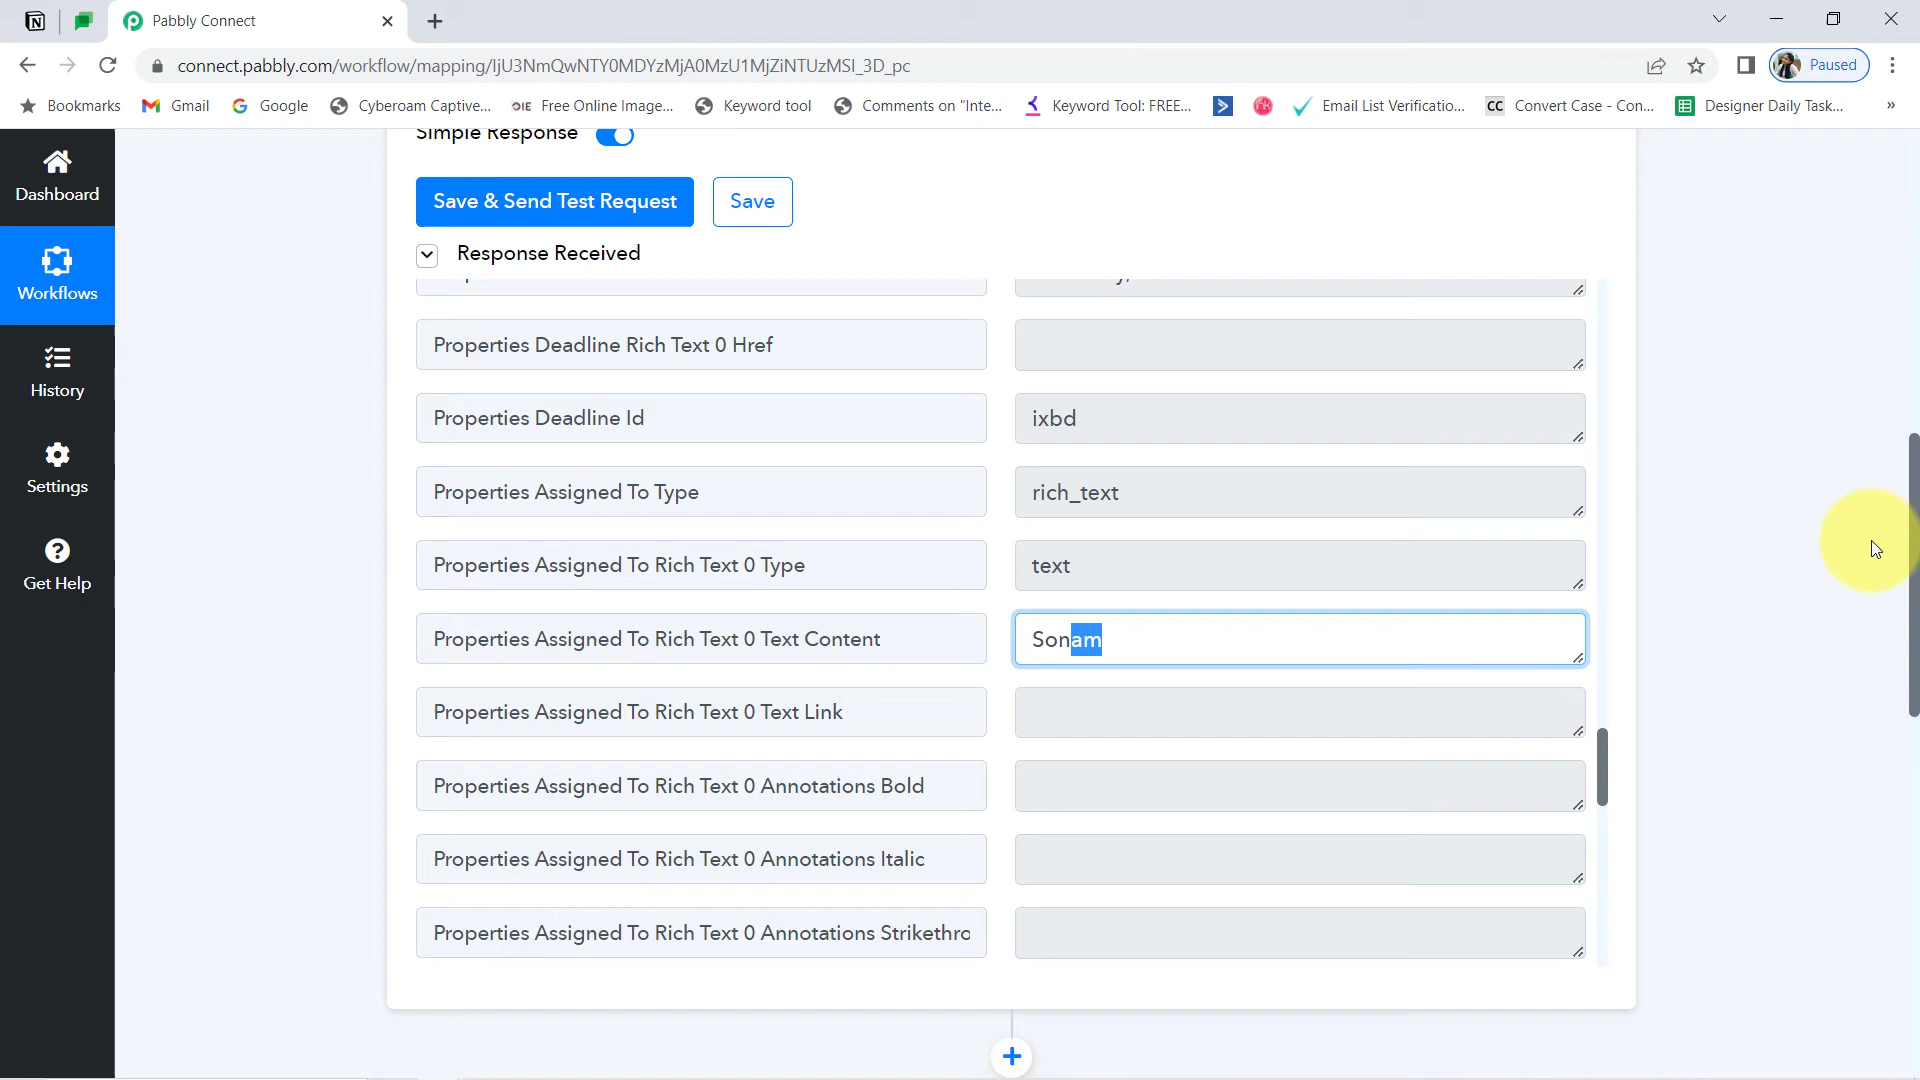 Pabbly Connect
connect.pabbly.com/workflow/mapping/IjU3NmQwNTY0MDYzMjA0MzU1MjZiNTUzMSI_3D_pc
Paused
Bookmarks
Gmail
Google
Cyberoam Captive...
Free Online Image...
Keyword tool
Comments on "Inte...
Keyword Tool: FREE...
Email List Verificatio...
CC
Convert Case - Con...
Designer Daily Task...
»
Dashboard
Workflows
History
Settings
Get Help
Simple Response
Save & Send Test Request
Save
Response Received
Properties Deadline Rich Text 0 Href
Properties Deadline Id
ixbd
Properties Assigned To Type
rich_text
Properties Assigned To Rich Text 0 Type
text
Properties Assigned To Rich Text 0 Text Content
Sonam
Properties Assigned To Rich Text 0 Text Link
Properties Assigned To Rich Text 0 Annotations Bold
Properties Assigned To Rich Text 0 Annotations Italic
Properties Assigned To Rich Text 0 Annotations Strikethro